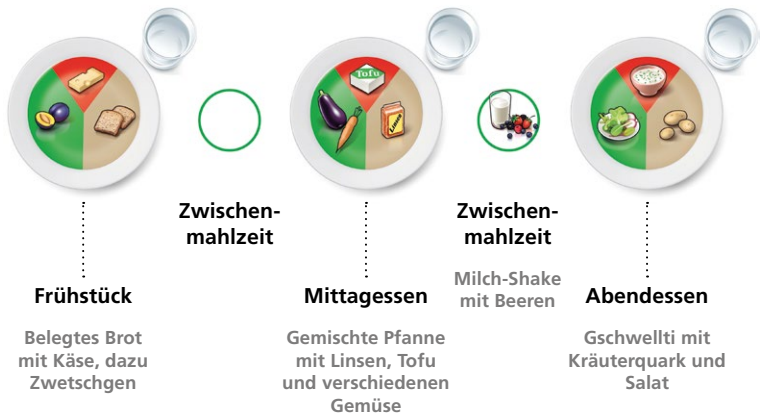 Tofu
Linsen
Zwischen-
mahlzeit
Zwischen-
mahlzeit
Milch-Shake
mit Beeren
Frühstück
Mittagessen
Abendessen
Belegtes Brot
mit Käse, dazu
Zwetschgen
Gemischte Pfanne
mit Linsen, Tofu
und verschiedenen
Gemüse
Gschwellti mit
Kräuterquark und
Salat